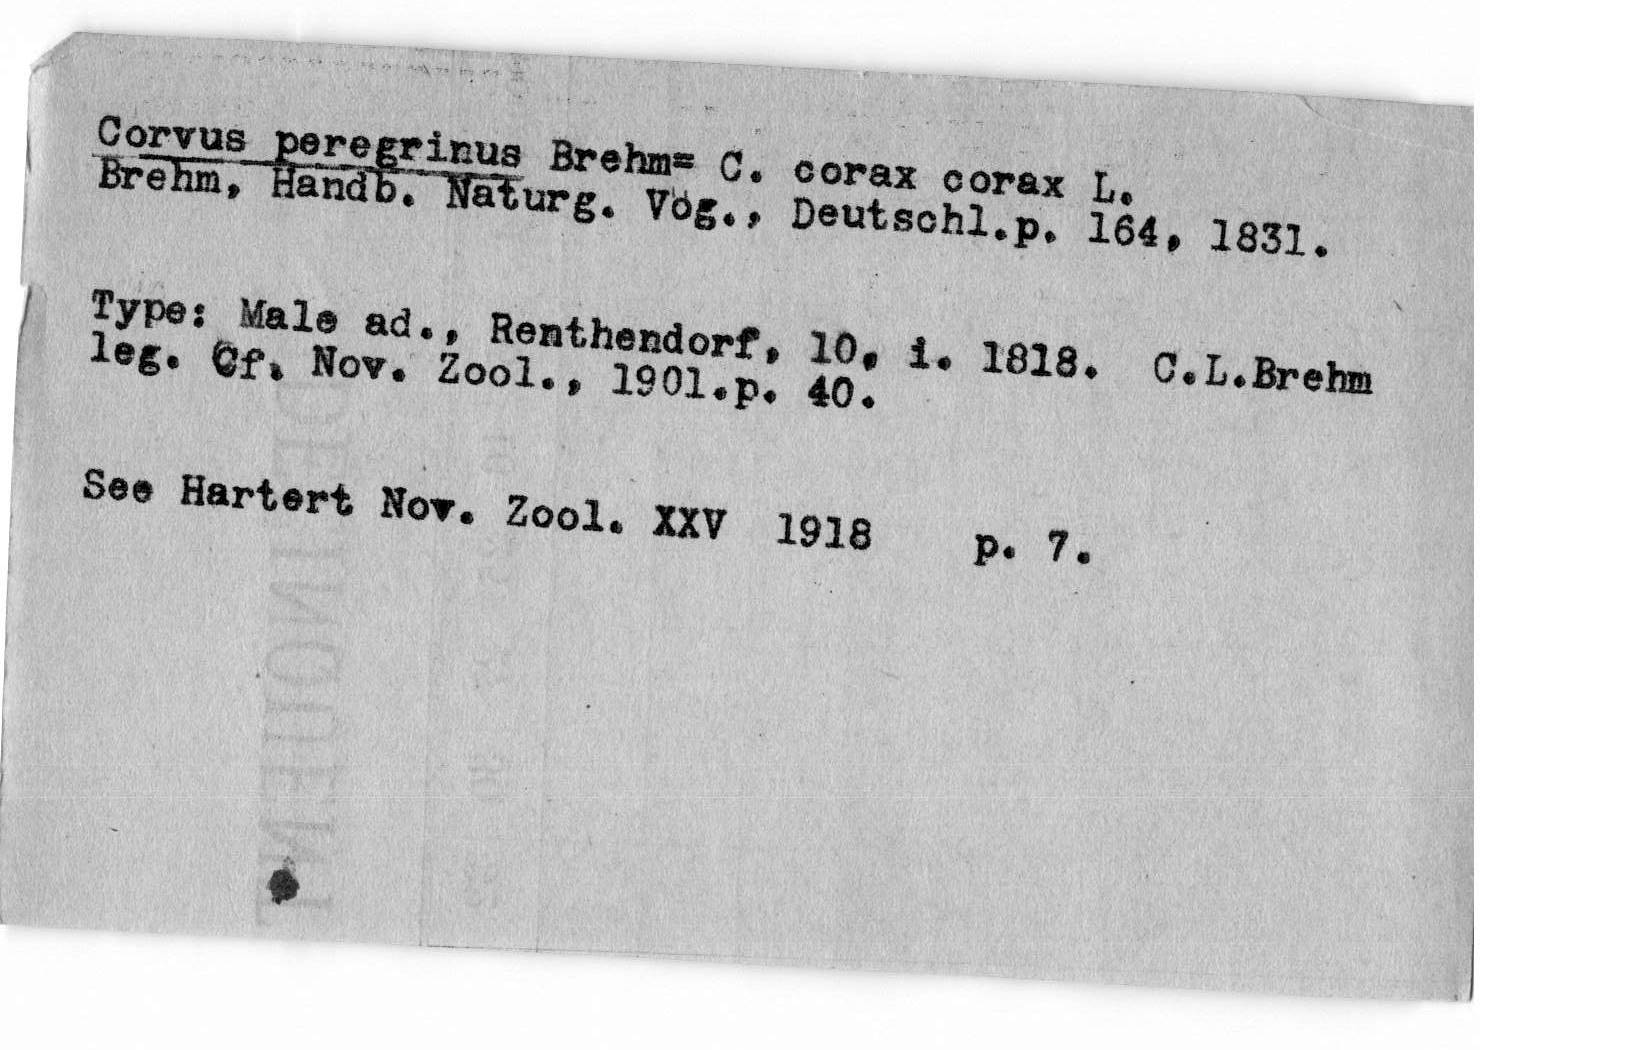 Corvus peregrinus Brehm= C. corax corax L.
Brehm, Handb. Naturg. Vög., Deutschl.p. 164, 1831.
Type: Male ad., Renthendorf, 10. i. 1818. C.L.Brehm
leg. Cf. Nov. Zool., 1901.p. 40.
See Hartert Nov. Zool. XXV 1918 p. 7.